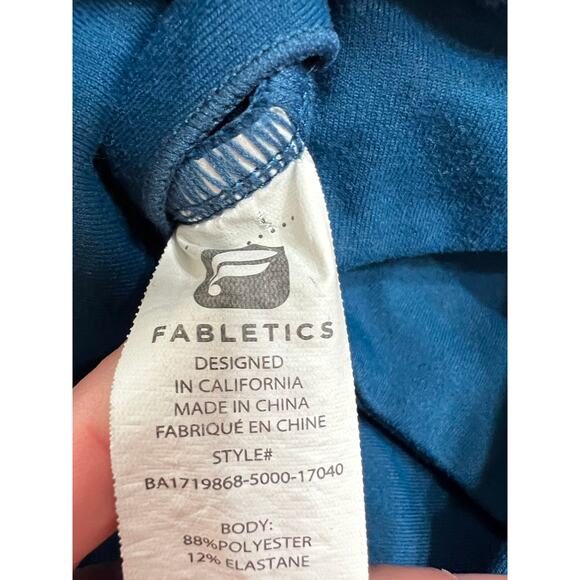 FABLETICS
DESIGNED
IN CALIFORNIA
MADE IN CHINA
FABRIQUÉ EN CHINE
STYLE#
BA1719868-5000-17040
BODY:
88%POLYESTER
12% ELASTANE